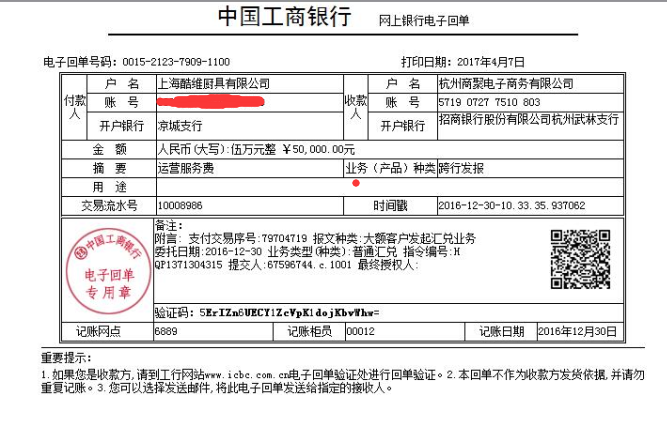 中国工商银行 网上银行电子回单
电子回单号码：0015-2123-7909-1100 打印日期：2017年4月7日
付款人 户 名 上海酷维厨具有限公司 收款人 户 名 杭州商聚电子商务有限公司
账 号 账 号 5719 0727 7510 803
开户银行 凉城支行 开户银行 招商银行股份有限公司杭州武林支行
金 额 人民币(大写):伍万元整 ￥50,000.00元
摘 要 运营服务费 业务（产品）种类 跨行发报
用 途
交易流水号 10008986 时间戳 2016-12-30-10.33.35.937062
中国工商银行
电子回单
专用章
备注：
附言： 支付交易序号:79704719 报文种类:大额客户发起汇兑业务
委托日期:2016-12-30 业务类型(种类):普通汇兑 指令编号:H
QP1371304315 提交人:67596744.c.1001 最终授权人:
验证码：5ErIZn6UECY1ZcVpK1dojKbvWhw=
记账网点 6889 记账柜员 00012 记账日期 2016年12月30日
重要提示：
1.如果您是收款方,请到工行网站www.icbc.com.cn电子回单验证处进行回单验证。2.本回单不作为收款方发货依据,并请勿
重复记账。3.您可以选择发送邮件,将此电子回单发送给指定的接收人。